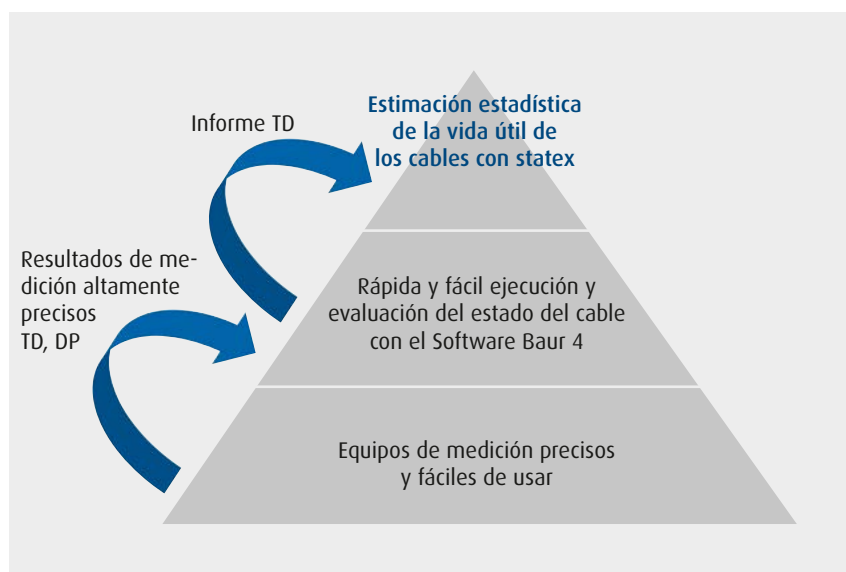 Informe TD
Estimación estadística
de la vida útil de
los cables con statex
Resultados de me-
dición altamente
precisos
TD, DP
Rápida y fácil ejecución y
evaluación del estado del cable
con el Software Baur 4
Equipos de medición precisos
y fáciles de usar